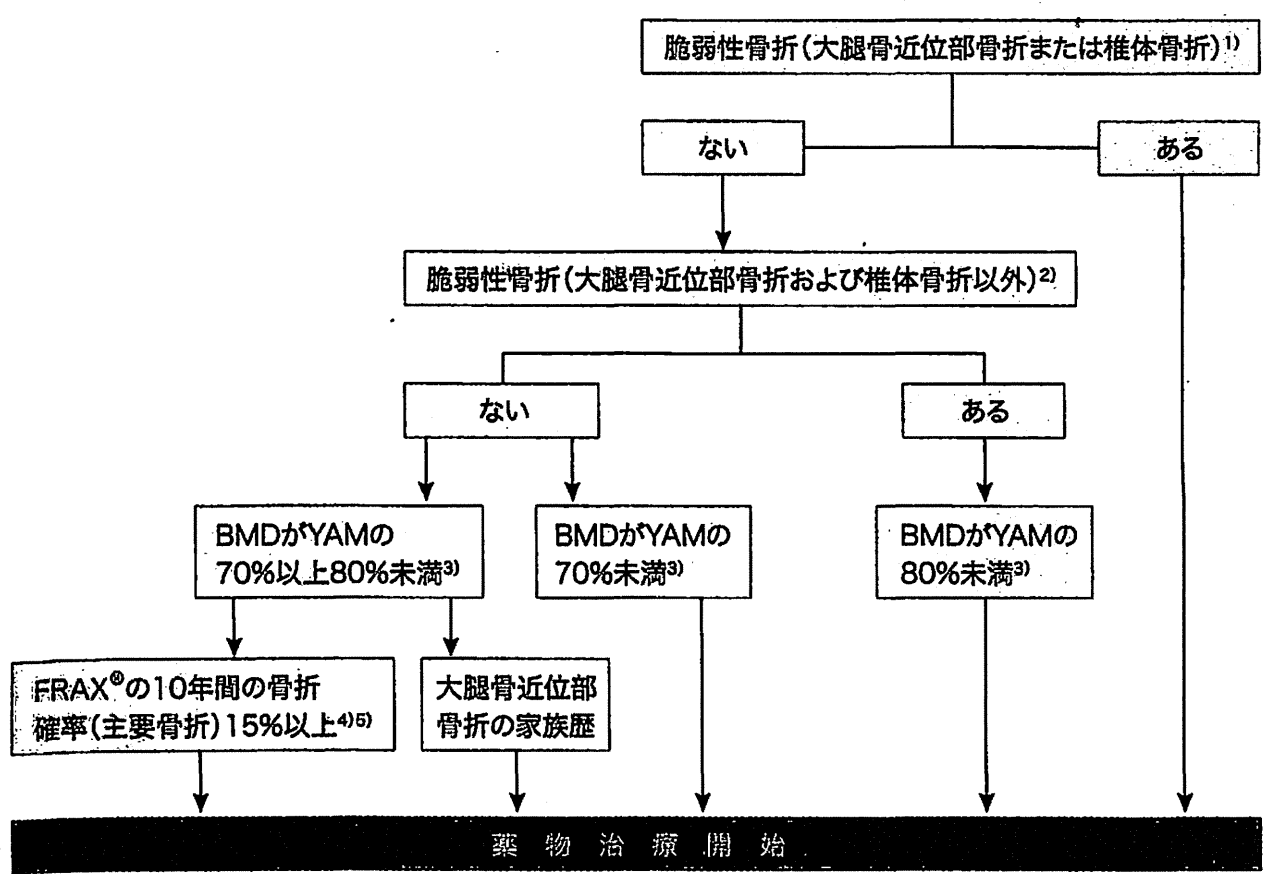 脆弱性骨折(大腿骨近位部骨折または椎体骨折)1)
ない
ある
脆弱性骨折(大腿骨近位部骨折および椎体骨折以外)2)
ない
ある
BMDがYAMの
70%以上80%未満3)
BMDがYAMの
70%未満3)
BMDがYAMの
80%未満3)
FRAX®の10年間の骨折
確率(主要骨折)15%以上4)5)
大腿骨近位部
骨折の家族歴
薬物治療開始